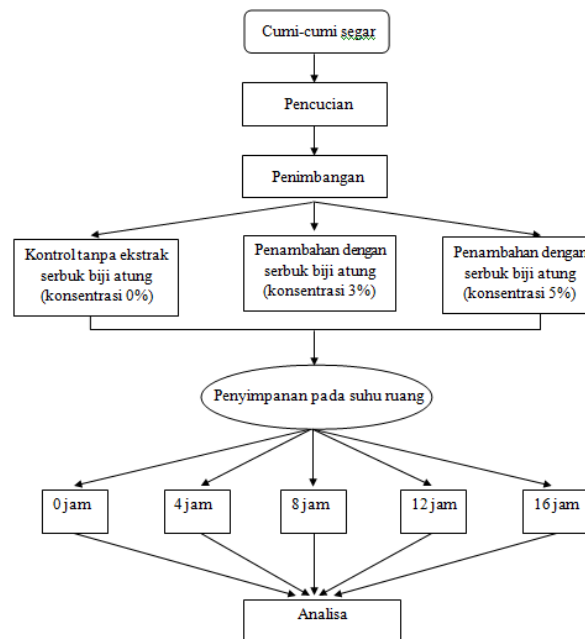 Cumi-cumi segar
Pencucian
Penimbangan
Kontrol tanpa ekstrak
serbuk biji atung
(konsentrasi 0%)
Penambahan dengan
serbuk biji atung
(konsentrasi 3%)
Penambahan dengan
serbuk biji atung
(konsentrasi 5%)
Penyimpanan pada suhu ruang
0 jam
4 jam
8 jam
12 jam
16 jam
Analisa